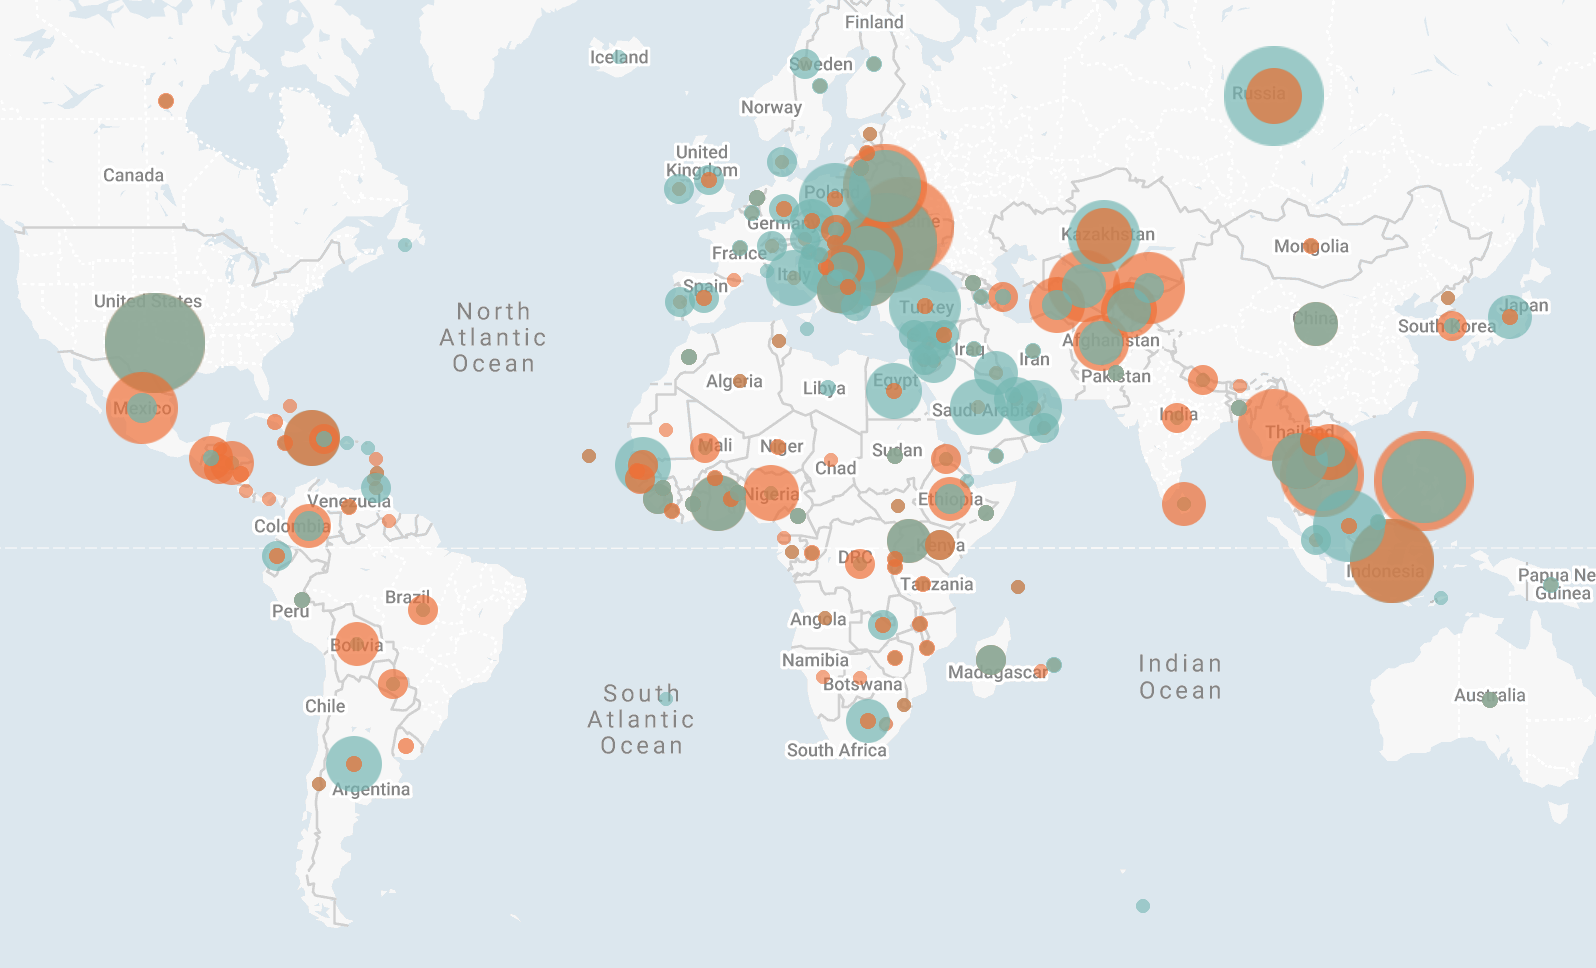 Finland
Iceland
Sweden
Russia
Norway
United
Kingdom
Canada
Poland
Germany
Kazakhstan
Mongolia
France
Italy
Spain
United States
North
Atlantic
Ocean
Turkey
Japan
China
South Korea
Iraq
Afghanistan
Iran
Pakistan
Algeria
Libya
Egypt
Mexico
Saudi Arabia
India
Thailand
Mali
Niger
Sudan
Chad
Nigeria
Ethiopia
Venezuela
Colombia
Kenya
DRC
Indonesia
Papua Ne
Guinea
Tanzania
Brazil
Peru
Angola
Bolivia
Namibia
Botswana
Madagascar
Indian
Ocean
South
Atlantic
Ocean
Australia
Chile
South Africa
Argentina